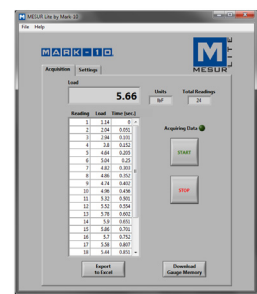 MESUR Lite by Mark-10
File Help
MARK-10
M
MESUR
LITE
Acquisition Settings
Load
5.66
Units
lbF
Total Readings
24
Reading Load Time [sec.]
1 1.14 0
2 2.04 0.051
3 2.94 0.101
4 3.8 0.152
5 4.64 0.203
6 5.04 0.25
7 4.82 0.303
8 4.86 0.352
9 4.74 0.402
10 4.96 0.436
11 5.32 0.501
12 5.52 0.554
13 5.78 0.602
14 5.9 0.651
15 5.86 0.701
16 5.7 0.752
17 5.58 0.807
18 5.44 0.851
Acquiring Data
START
STOP
Export
to Excel
Download
Gauge Memory